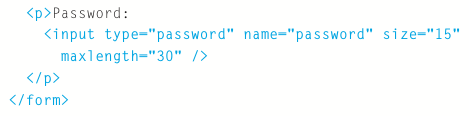 <p>Password:
<input type="password" name="password" size="15"
maxlength="30" />
</p>
</form>